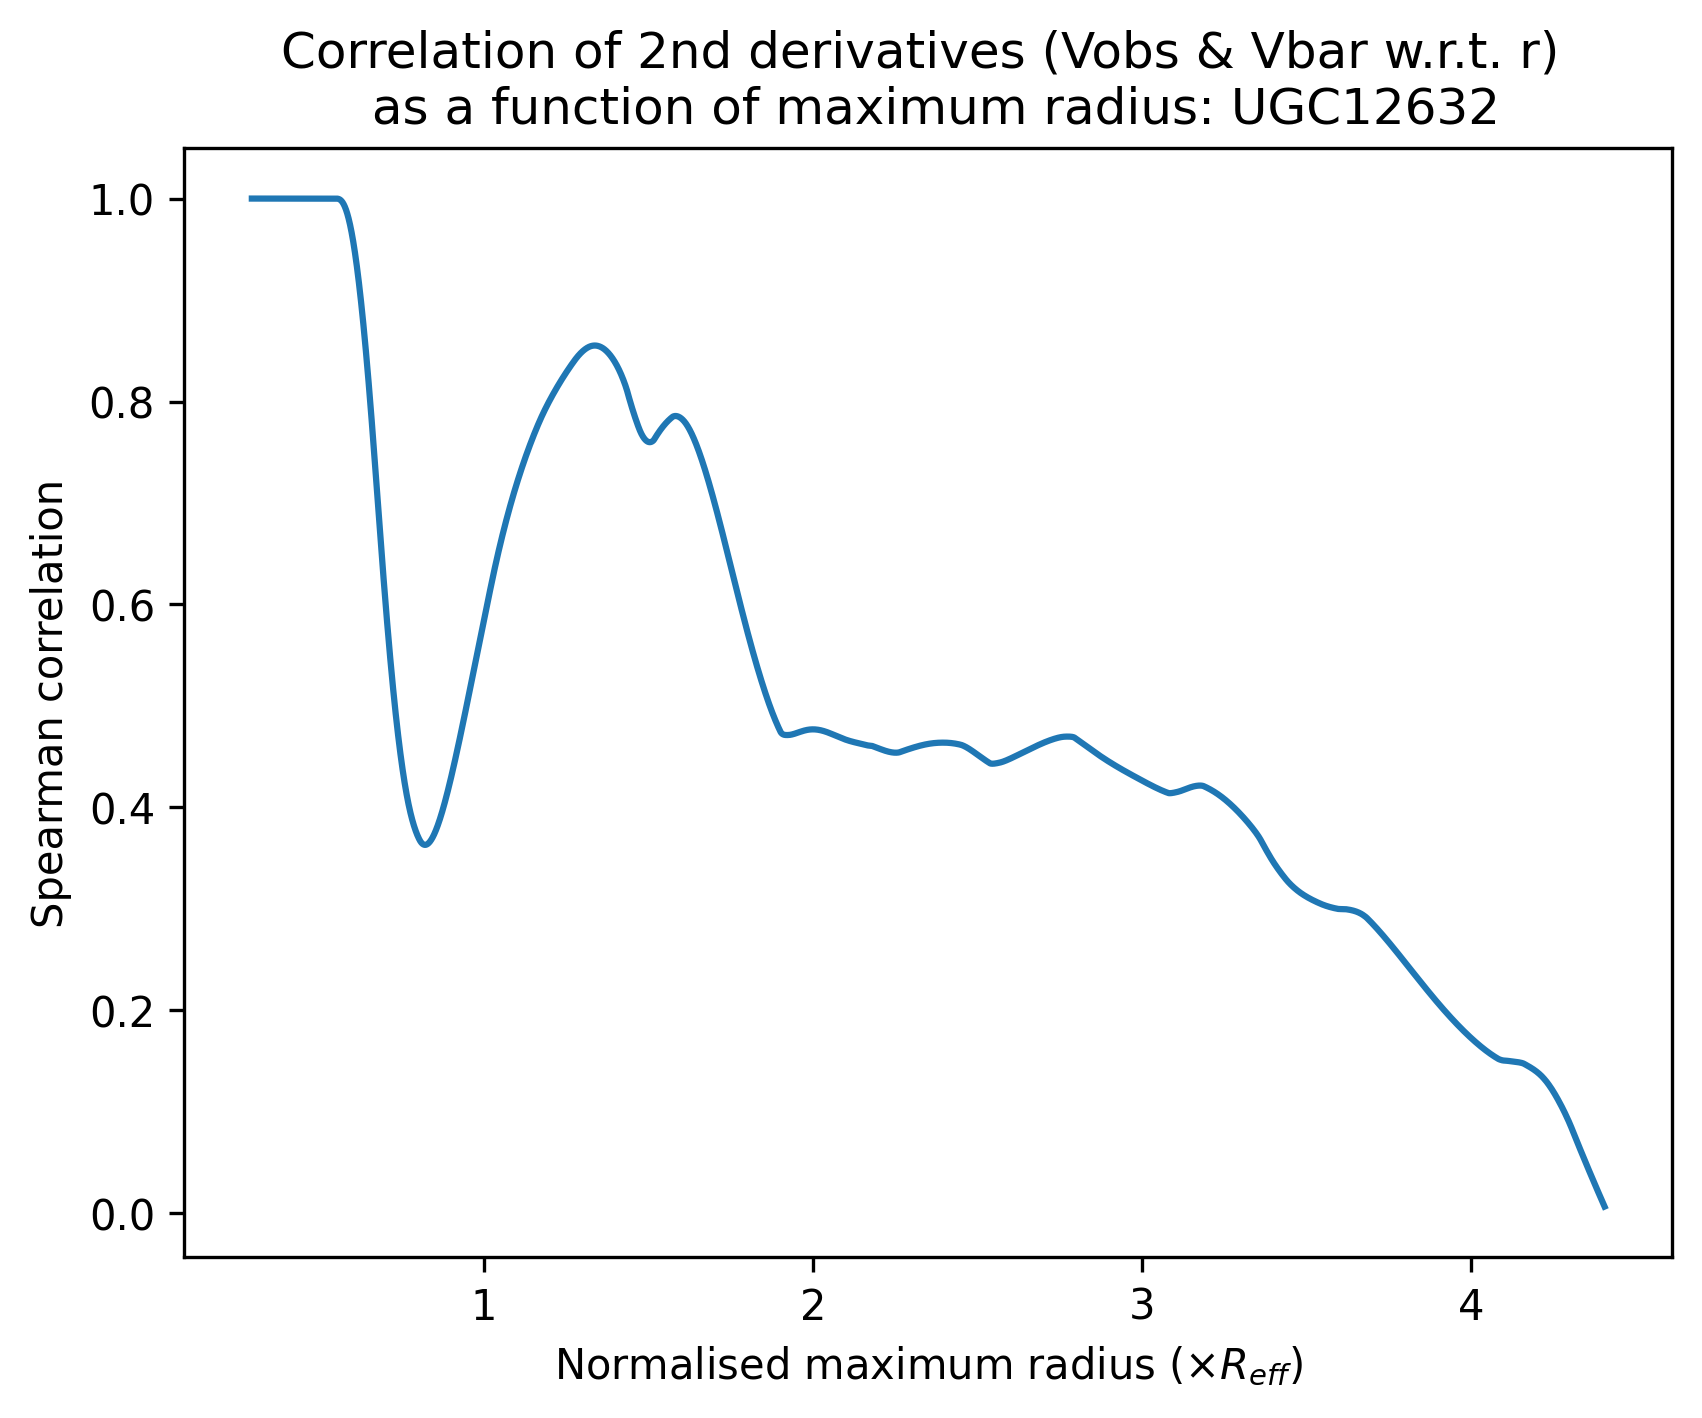 Correlation of 2nd derivatives (Vobs & Vbar w.r.t. r)
as a function of maximum radius: UGC12632
1.0
0.8
0.6
0.4
0.2
0.0
Spearman correlation
1 2 3 4
Normalised maximum radius (×R_eff)